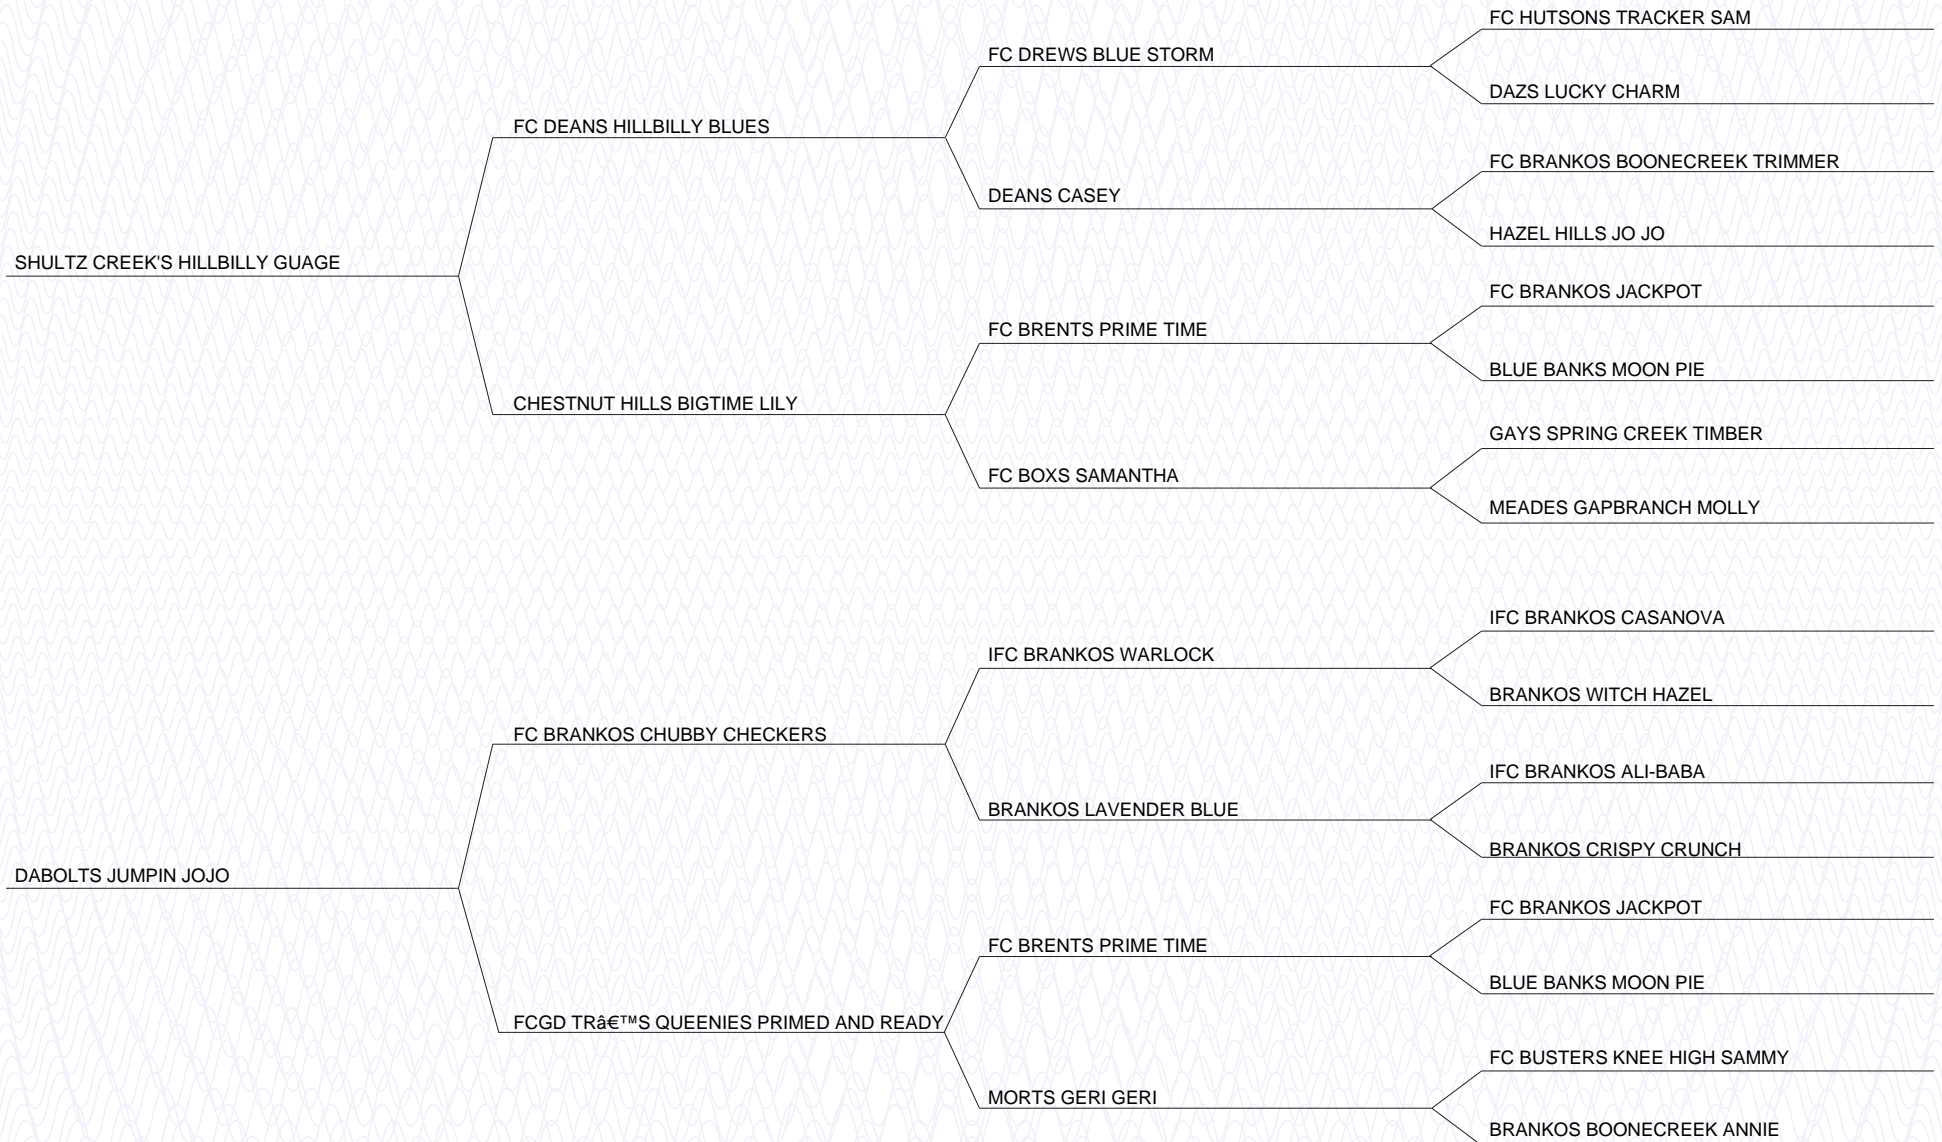 FC HUTSONS TRACKER SAM
FC DREWS BLUE STORM
DAZS LUCKY CHARM
FC DEANS HILLBILLY BLUES
FC BRANKOS BOONECREEK TRIMMER
DEANS CASEY
HAZEL HILLS JO JO
SHULTZ CREEK'S HILLBILLY GUAGE
FC BRANKOS JACKPOT
FC BRENTS PRIME TIME
BLUE BANKS MOON PIE
CHESTNUT HILLS BIGTIME LILY
GAYS SPRING CREEK TIMBER
FC BOXS SAMANTHA
MEADES GAPBRANCH MOLLY
IFC BRANKOS CASANOVA
IFC BRANKOS WARLOCK
BRANKOS WITCH HAZEL
FC BRANKOS CHUBBY CHECKERS
IFC BRANKOS ALI-BABA
BRANKOS LAVENDER BLUE
BRANKOS CRISPY CRUNCH
DABOLTS JUMPIN JOJO
FC BRANKOS JACKPOT
FC BRENTS PRIME TIME
BLUE BANKS MOON PIE
FCGD TRâ€™S QUEENIES PRIMED AND READY
FC BUSTERS KNEE HIGH SAMMY
MORTS GERI GERI
BRANKOS BOONECREEK ANNIE